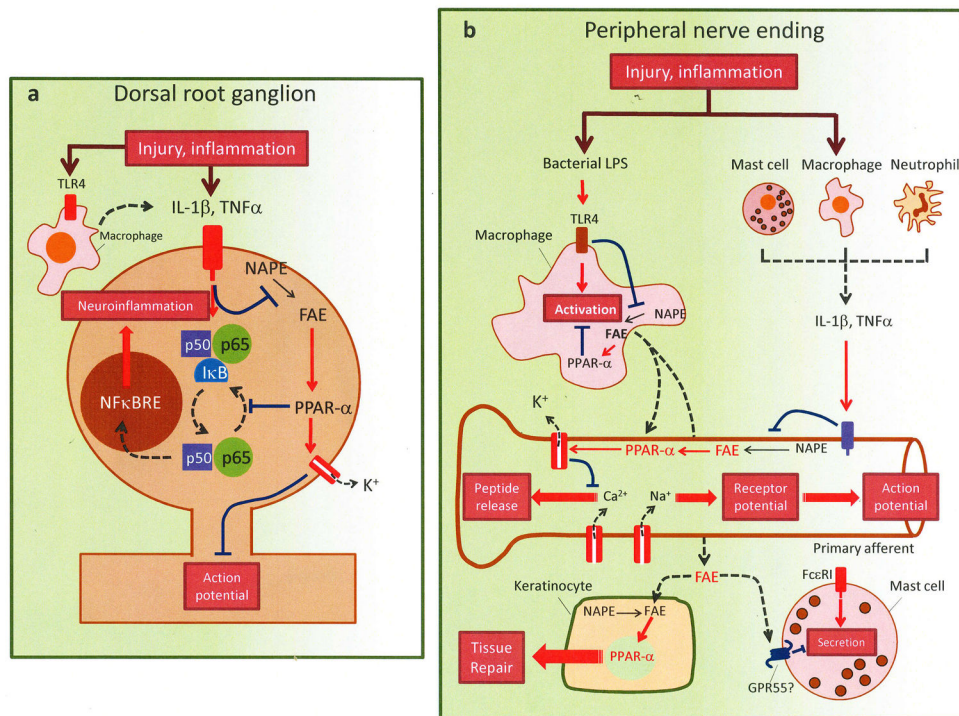 a
Dorsal root ganglion
Injury, inflammation
TLR4
IL-1β, TNFα
Macrophage
NAPE
Neuroinflammation
FAE
p50
p65
IκB
NFκBRE
PPAR-α
p50
p65
K⁺
Action
potential
b
Peripheral nerve ending
Injury, inflammation
Bacterial LPS
Mast cell
Macrophage
Neutrophil
TLR4
Macrophage
Activation
NAPE
FAE
PPAR-α
IL-1β, TNFα
K⁺
PPAR-α
FAE
NAPE
Peptide
release
Ca²⁺
Na⁺
Receptor
potential
Action
potential
Primary afferent
FAE
FcεRI
Keratinocyte
Mast cell
NAPE
FAE
Tissue
Repair
PPAR-α
Secretion
GPR55?